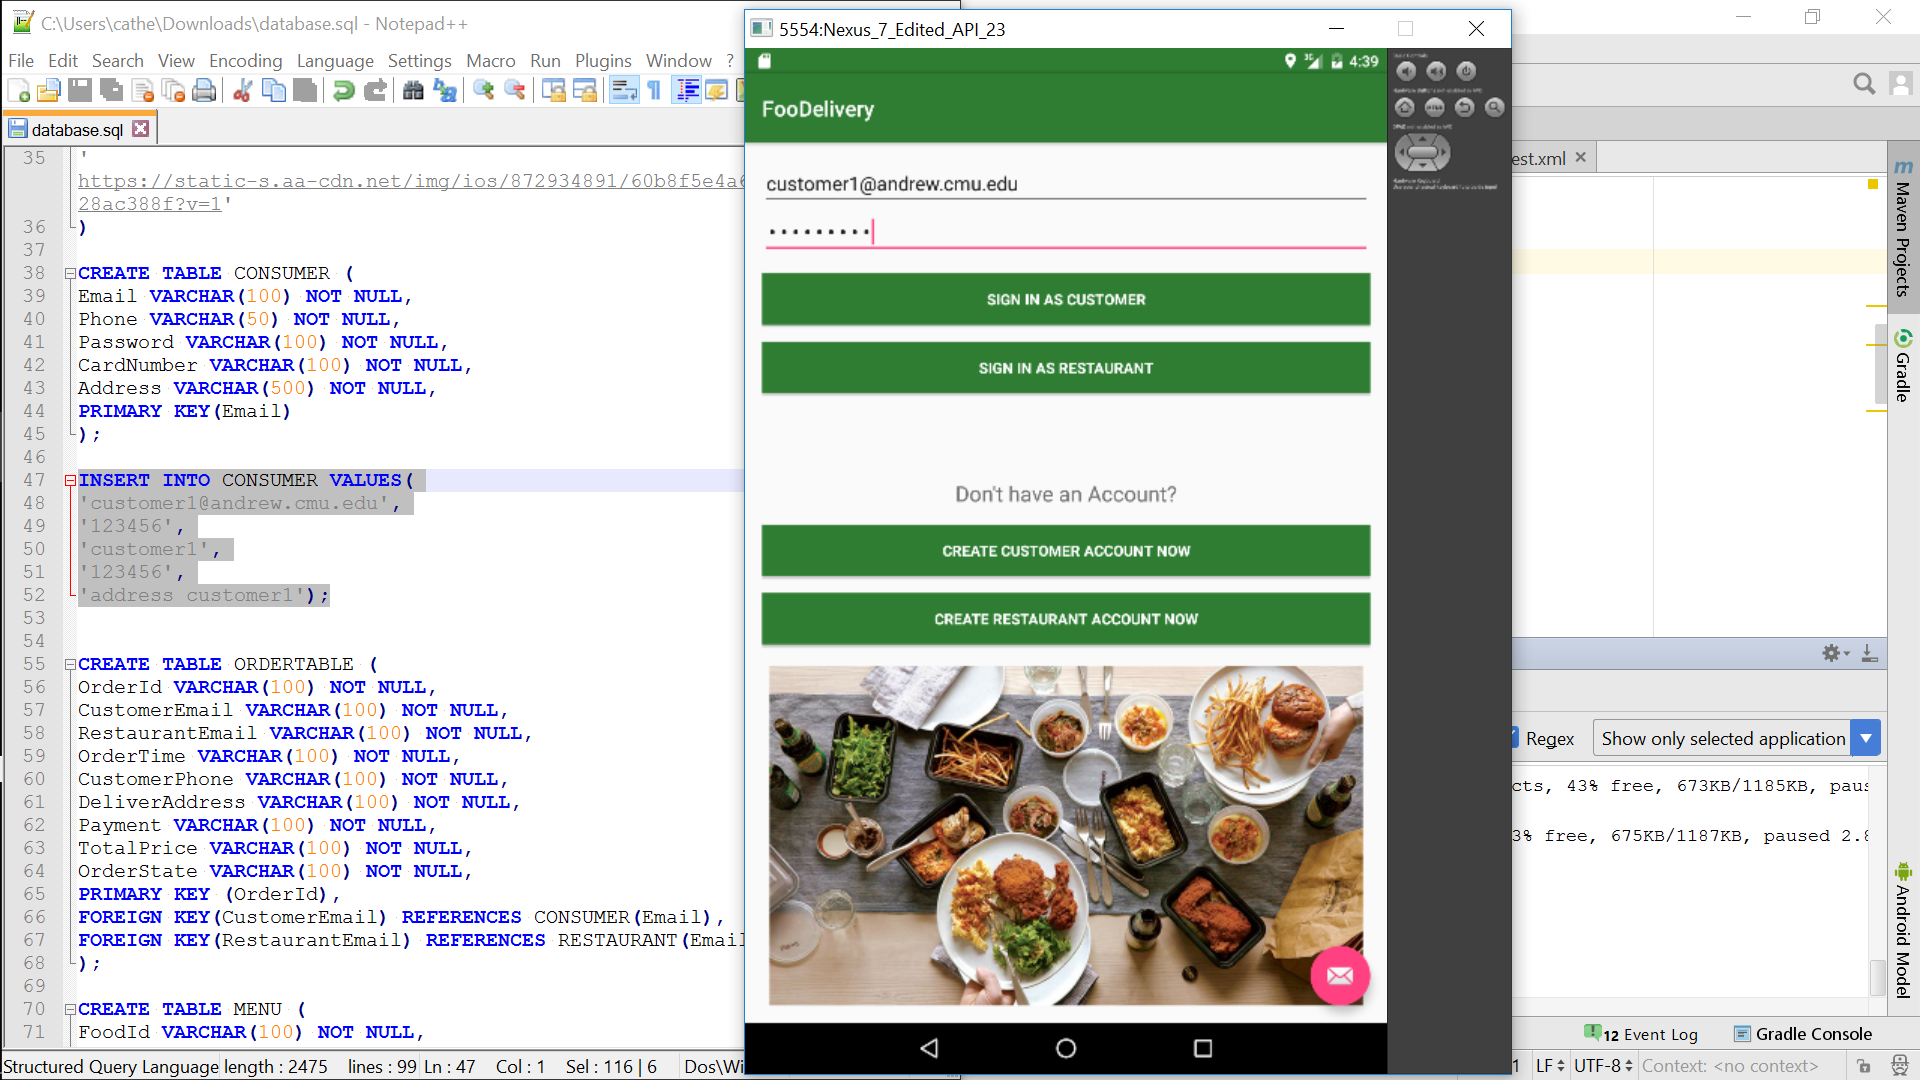 C:\Users\cathe\Downloads\database.sql - Notepad++
File Edit Search View Encoding Language Settings Macro Run Plugins Window ?
database.sql
35 '
https://static-s.aa-cdn.net/img/ios/872934891/60b8f5e4a
28ac388f?v=1'
36 )
37
38 CREATE TABLE CONSUMER (
39 Email VARCHAR(100) NOT NULL,
40 Phone VARCHAR(50) NOT NULL,
41 Password VARCHAR(100) NOT NULL,
42 CardNumber VARCHAR(100) NOT NULL,
43 Address VARCHAR(500) NOT NULL,
44 PRIMARY KEY(Email)
45 );
46
47 INSERT INTO CONSUMER VALUES(
48 'customer1@andrew.cmu.edu',
49 '123456',
50 'customer1',
51 '123456',
52 'address customer1');
53
54
55 CREATE TABLE ORDERTABLE (
56 OrderId VARCHAR(100) NOT NULL,
57 CustomerEmail VARCHAR(100) NOT NULL,
58 RestaurantEmail VARCHAR(100) NOT NULL,
59 OrderTime VARCHAR(100) NOT NULL,
60 CustomerPhone VARCHAR(100) NOT NULL,
61 DeliverAddress VARCHAR(100) NOT NULL,
62 Payment VARCHAR(100) NOT NULL,
63 TotalPrice VARCHAR(100) NOT NULL,
64 OrderState VARCHAR(100) NOT NULL,
65 PRIMARY KEY (OrderId),
66 FOREIGN KEY(CustomerEmail) REFERENCES CONSUMER(Email),
67 FOREIGN KEY(RestaurantEmail) REFERENCES RESTAURANT(Email
68 );
69
70 CREATE TABLE MENU (
71 FoodId VARCHAR(100) NOT NULL,
Structured Query Language length : 2475 lines : 99 Ln : 47 Col : 1 Sel : 116 | 6 Dos\Wi
5554:Nexus_7_Edited_API_23
4:39
FooDelivery
customer1@andrew.cmu.edu
•••••••••
SIGN IN AS CUSTOMER
SIGN IN AS RESTAURANT
Don't have an Account?
CREATE CUSTOMER ACCOUNT NOW
CREATE RESTAURANT ACCOUNT NOW
est.xml
Maven Projects
Gradle
Regex Show only selected application
cts, 43% free, 673KB/1185KB, paus
3% free, 675KB/1187KB, paused 2.8
Android Model
12 Event Log Gradle Console
1 LF UTF-8 Context: <no context>